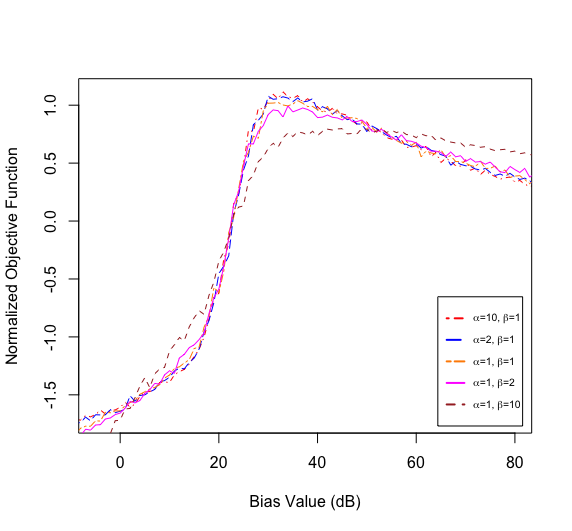 Normalized Objective Function
1.0
0.5
0.0
-0.5
-1.0
-1.5
α=10, β=1
α=2, β=1
α=1, β=1
α=1, β=2
α=1, β=10
0 20 40 60 80
Bias Value (dB)